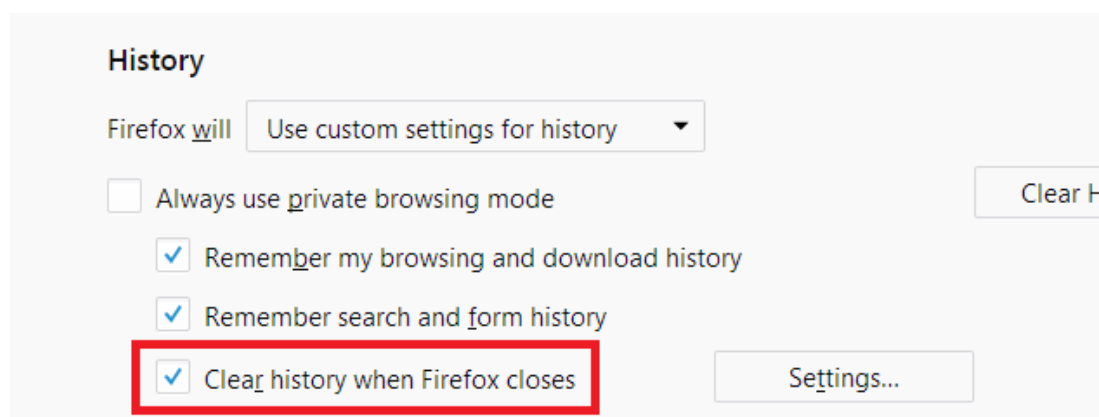 History
Firefox will Use custom settings for history
Always use private browsing mode
Clear H
Remember my browsing and download history
Remember search and form history
Clear history when Firefox closes Settings...